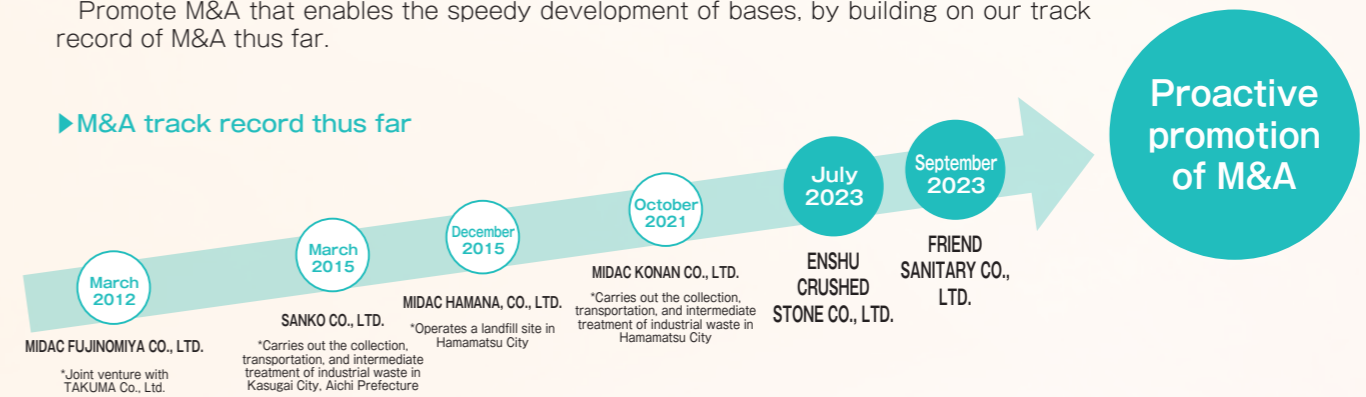 Promote M&A that enables the speedy development of bases, by building on our track
record of M&A thus far.
▶M&A track record thus far
March
2012
MIDAC FUJINOMIYA CO., LTD.
*Joint venture with
TAKUMA Co., Ltd.
March
2015
SANKO CO., LTD.
*Carries out the collection,
transportation, and intermediate
treatment of industrial waste in
Kasugai City, Aichi Prefecture
December
2015
MIDAC HAMANA, CO., LTD.
*Operates a landfill site in
Hamamatsu City
October
2021
MIDAC KONAN CO., LTD.
*Carries out the collection,
transportation, and intermediate
treatment of industrial waste in
Hamamatsu City
July
2023
ENSHU
CRUSHED
STONE CO., LTD.
September
2023
FRIEND
SANITARY CO.,
LTD.
Proactive
promotion
of M&A